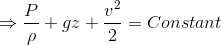 ⇒ P/ρ + gz + v²/2 = Constant